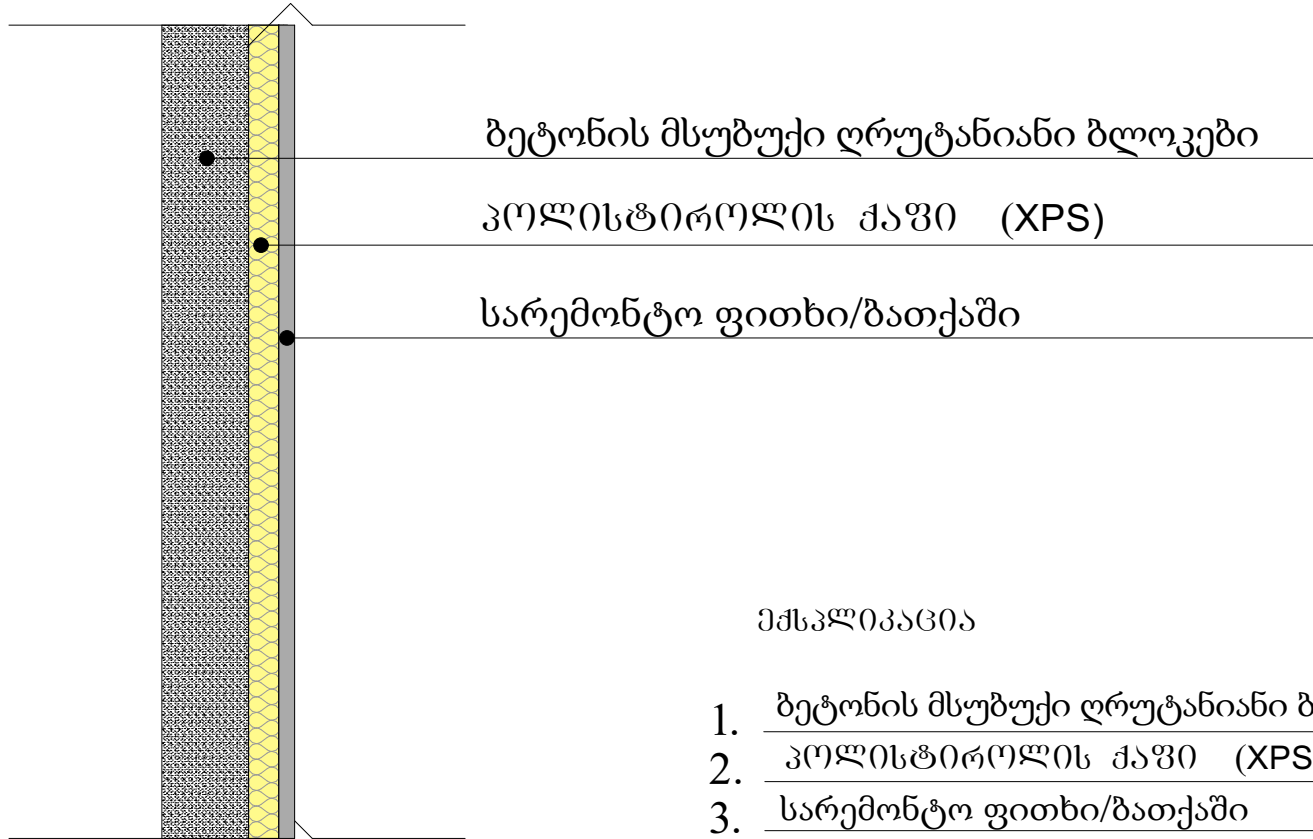 ბეტონის მსუბუქი ღრუტანიანი ბლოკები
პოლისტიროლის ქაფი (XPS)
სარემონტო ფითხი/ბათქაში
ექსპლიკაცია
1. ბეტონის მსუბუქი ღრუტანიანი ბ
2. პოლისტიროლის ქაფი (XPS
3. სარემონტო ფითხი/ბათქაში